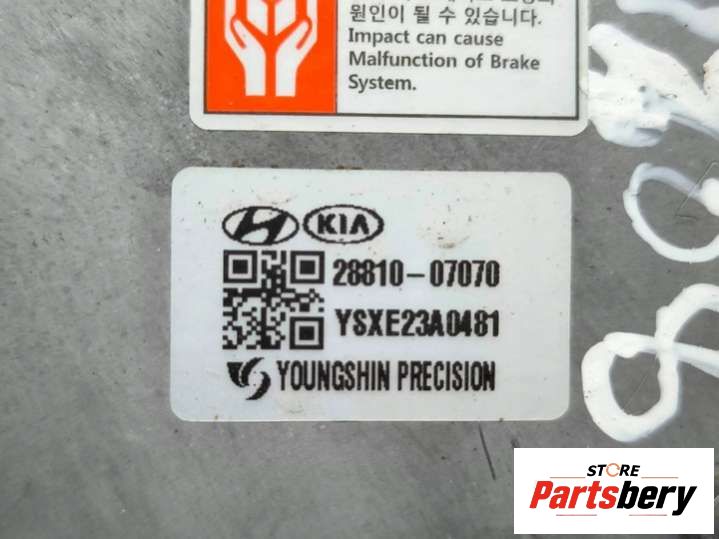 원인이 될 수 있습니다.
Impact can cause
Malfunction of Brake
System.
KIA
28810-07070
YSXE23A0481
YOUNGSHIN PRECISION
STORE
Partsbery